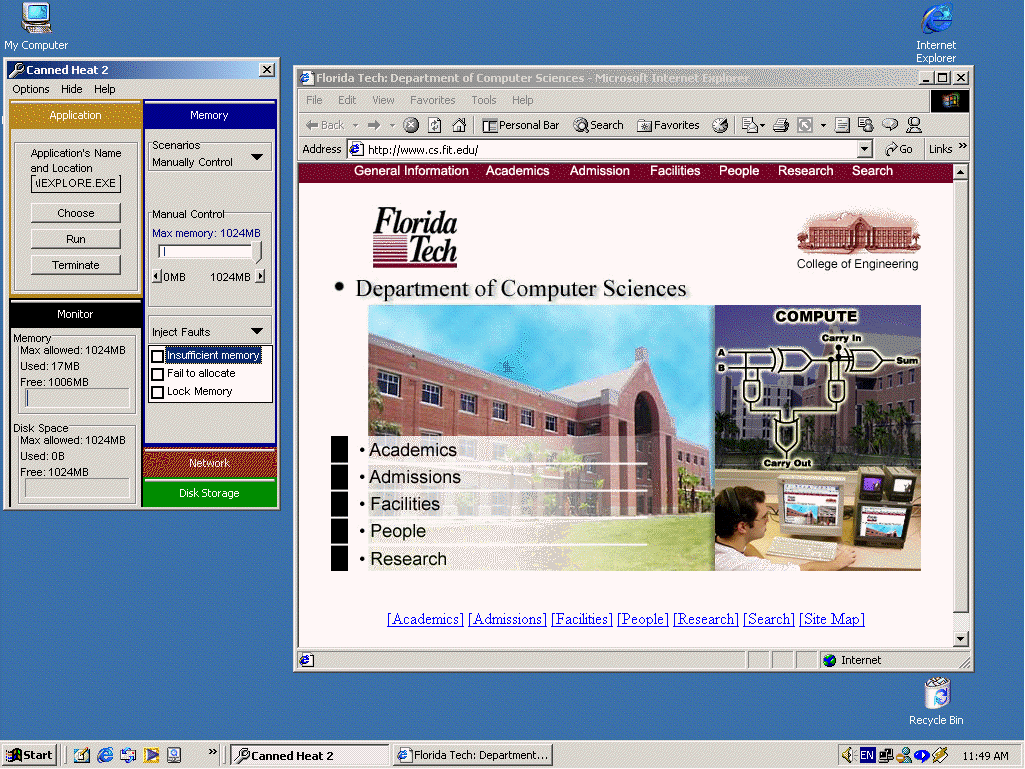 My Computer
Internet
Explorer
Canned Heat 2
Options Hide Help
Application
Application's Name
and Location
\IEXPLORE.EXE
Choose
Run
Terminate
Monitor
Memory
Max allowed: 1024MB
Used: 17MB
Free: 1006MB
Disk Space
Max allowed: 1024MB
Used: 0B
Free: 1024MB
Memory
Scenarios
Manually Control
Manual Control
Max memory: 1024MB
0MB 1024MB
Inject Faults
Insufficient memory
Fail to allocate
Lock Memory
Network
Disk Storage
Florida Tech: Department of Computer Sciences - Microsoft Internet Explorer
File Edit View Favorites Tools Help
Back Personal Bar Search Favorites
Address http://www.cs.fit.edu/ Go Links »
General Information Academics Admission Facilities People Research Search
Florida
Tech
College of Engineering
• Department of Computer Sciences
COMPUTE
Carry In
A
B
Sum
Carry Out
• Academics
• Admissions
• Facilities
• People
• Research
[Academics] [Admissions] [Facilities] [People] [Research] [Search] [Site Map]
Internet
Recycle Bin
Start » Canned Heat 2 Florida Tech: Department... EN 11:49 AM